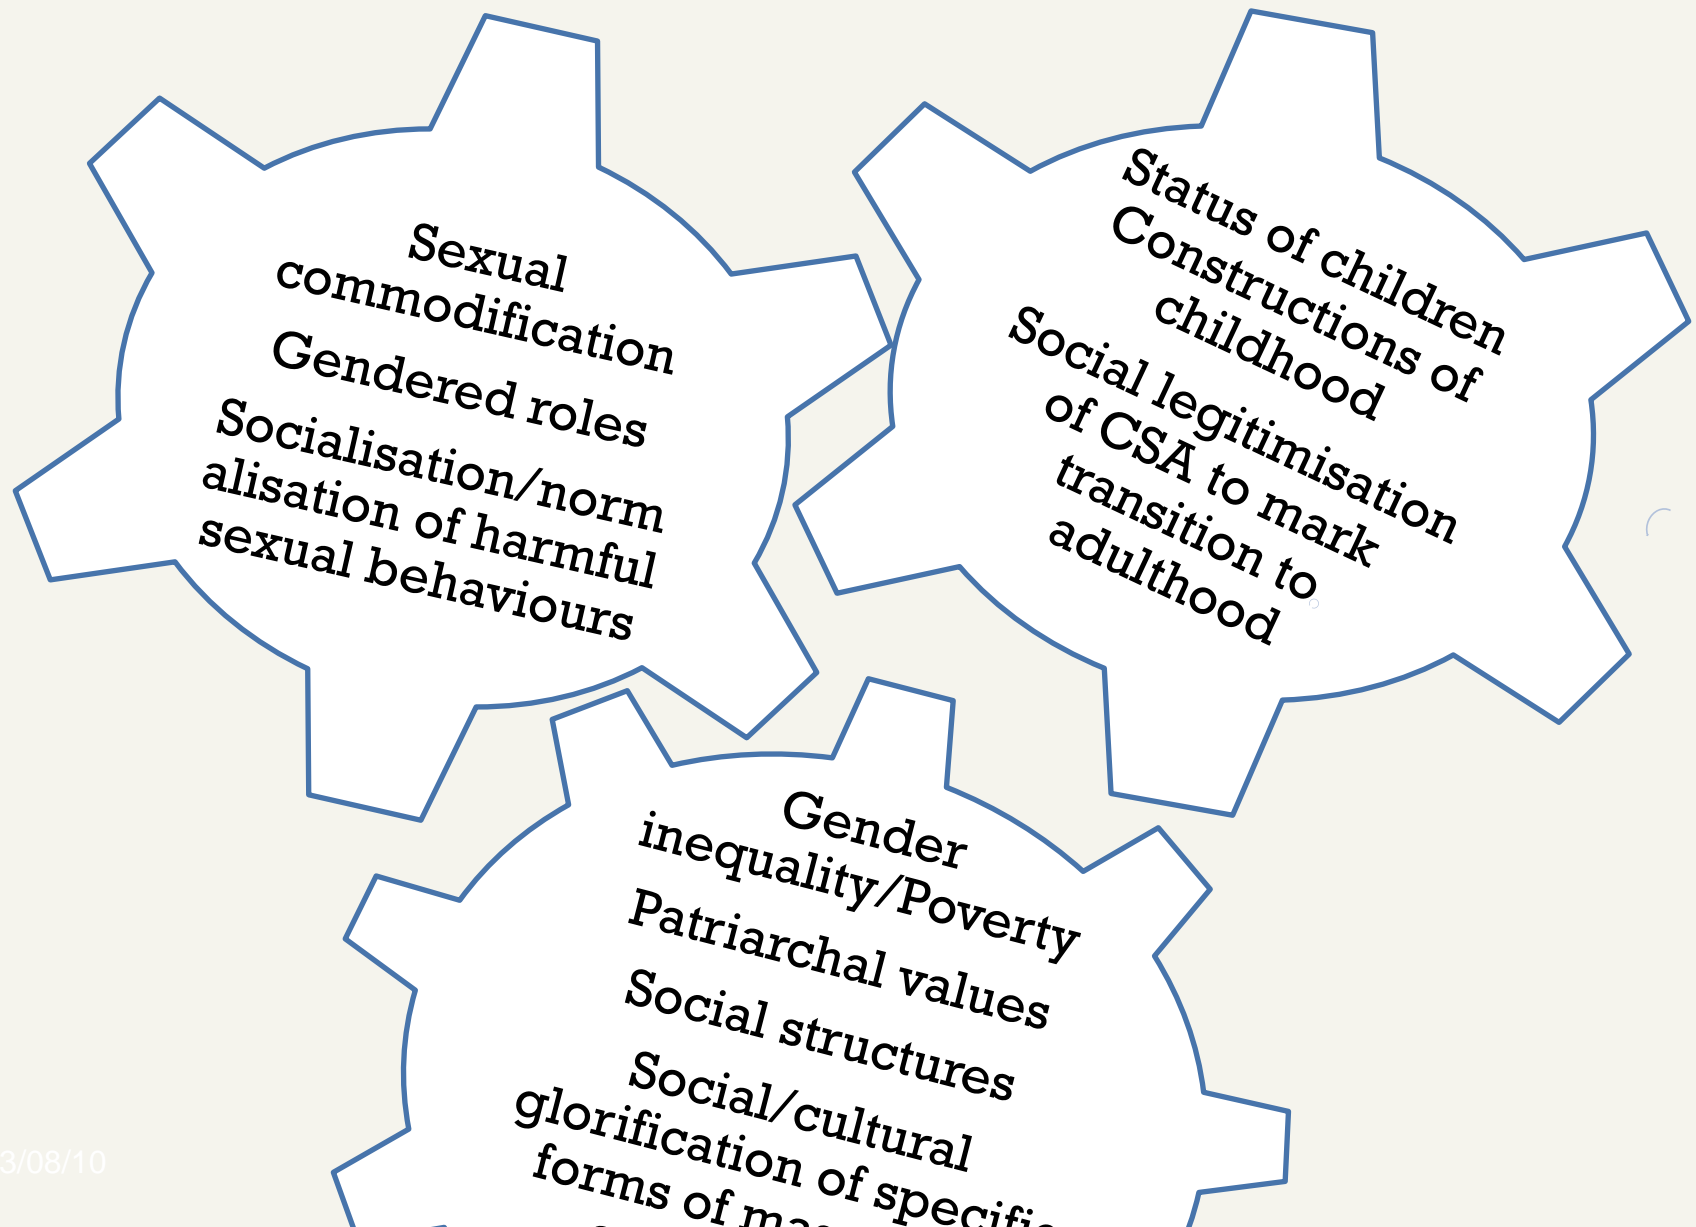 Sexual
commodification
Gendered roles
Socialisation/norm
alisation of harmful
sexual behaviours
Status of children
Constructions of
childhood
Social legitimisation
of CSA to mark
transition to
adulthood
Gender
inequality/Poverty
Patriarchal values
Social structures
Social/cultural
glorification of specific
forms of
3/08/10